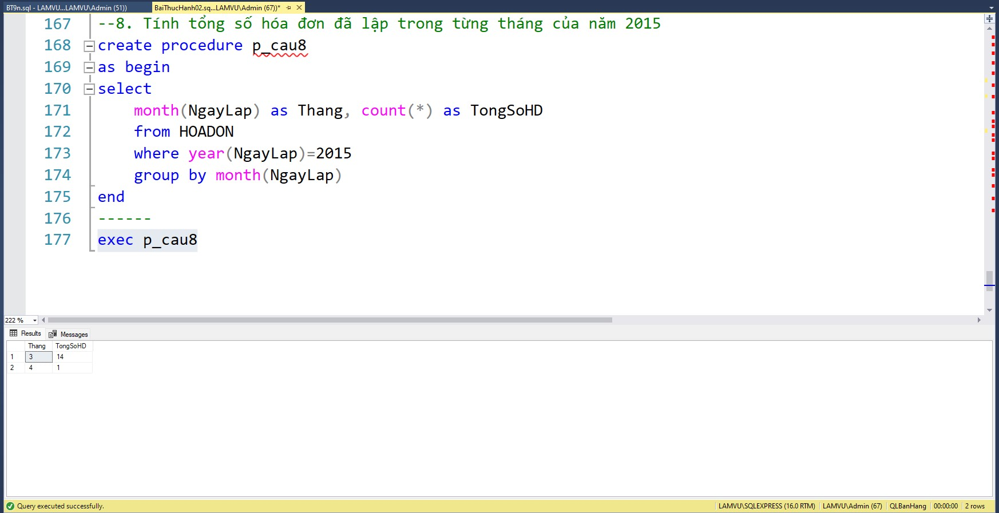 BT9n.sql - LAMVU...LAMVU\Admin (51)) BaiThucHanh02.sq...LAMVU\Admin (67))*
167 --8. Tính tổng số hóa đơn đã lập trong từng tháng của năm 2015
168 create procedure p_cau8
169 as begin
170 select
171 month(NgayLap) as Thang, count(*) as TongSoHD
172 from HOADON
173 where year(NgayLap)=2015
174 group by month(NgayLap)
175 end
176 ------
177 exec p_cau8
222 %
Results Messages
Thang TongSoHD
1 3 14
2 4 1
Query executed successfully. LAMVU\SQLEXPRESS (16.0 RTM) LAMVU\Admin (67) QLBanHang 00:00:00 2 rows